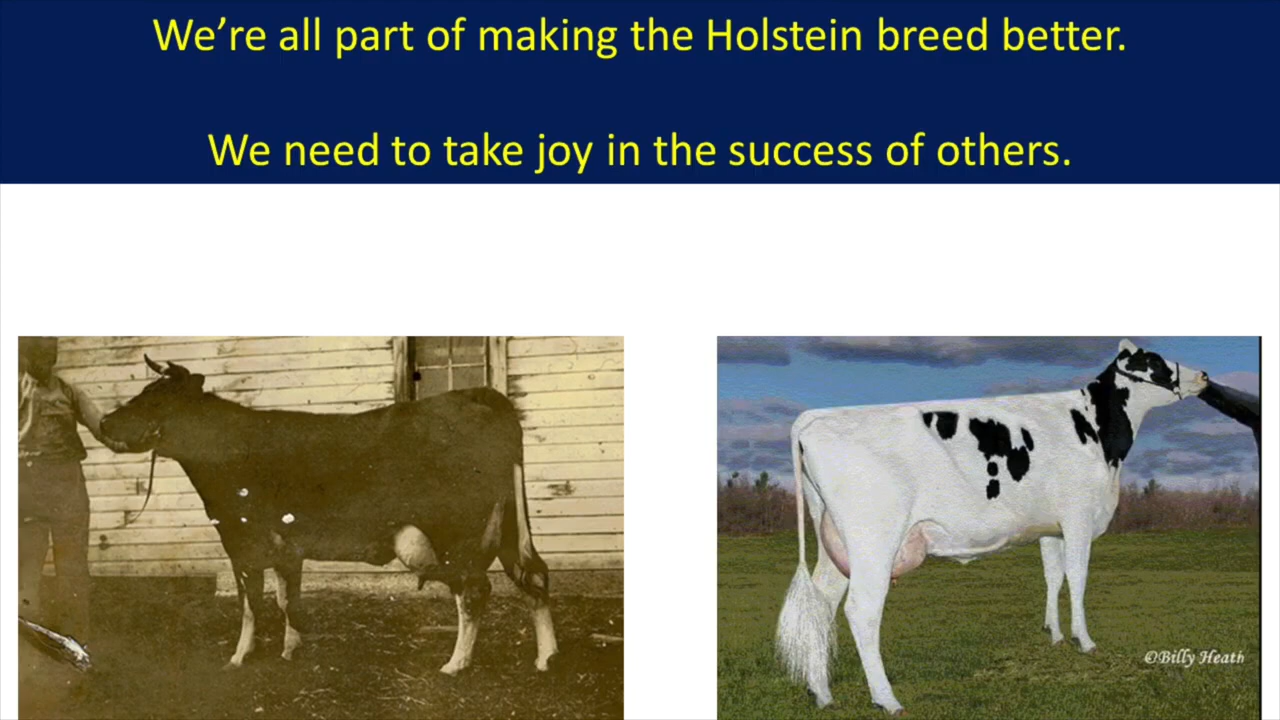 We’re all part of making the Holstein breed better.
We need to take joy in the success of others.
©Billy Heath